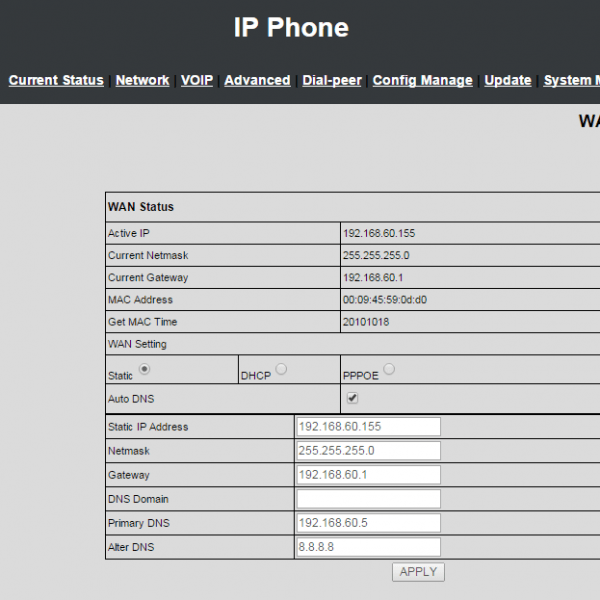 IP Phone
Current Status | Network | VOIP | Advanced | Dial-peer | Config Manage | Update | System M
WA
WAN Status
Active IP 192.168.60.155
Current Netmask 255.255.255.0
Current Gateway 192.168.60.1
MAC Address 00:09:45:59:0d:d0
Get MAC Time 20101018
WAN Setting
Static DHCP PPPOE
Auto DNS
Static IP Address 192.168.60.155
Netmask 255.255.255.0
Gateway 192.168.60.1
DNS Domain
Primary DNS 192.168.60.5
Alter DNS 8.8.8.8
APPLY